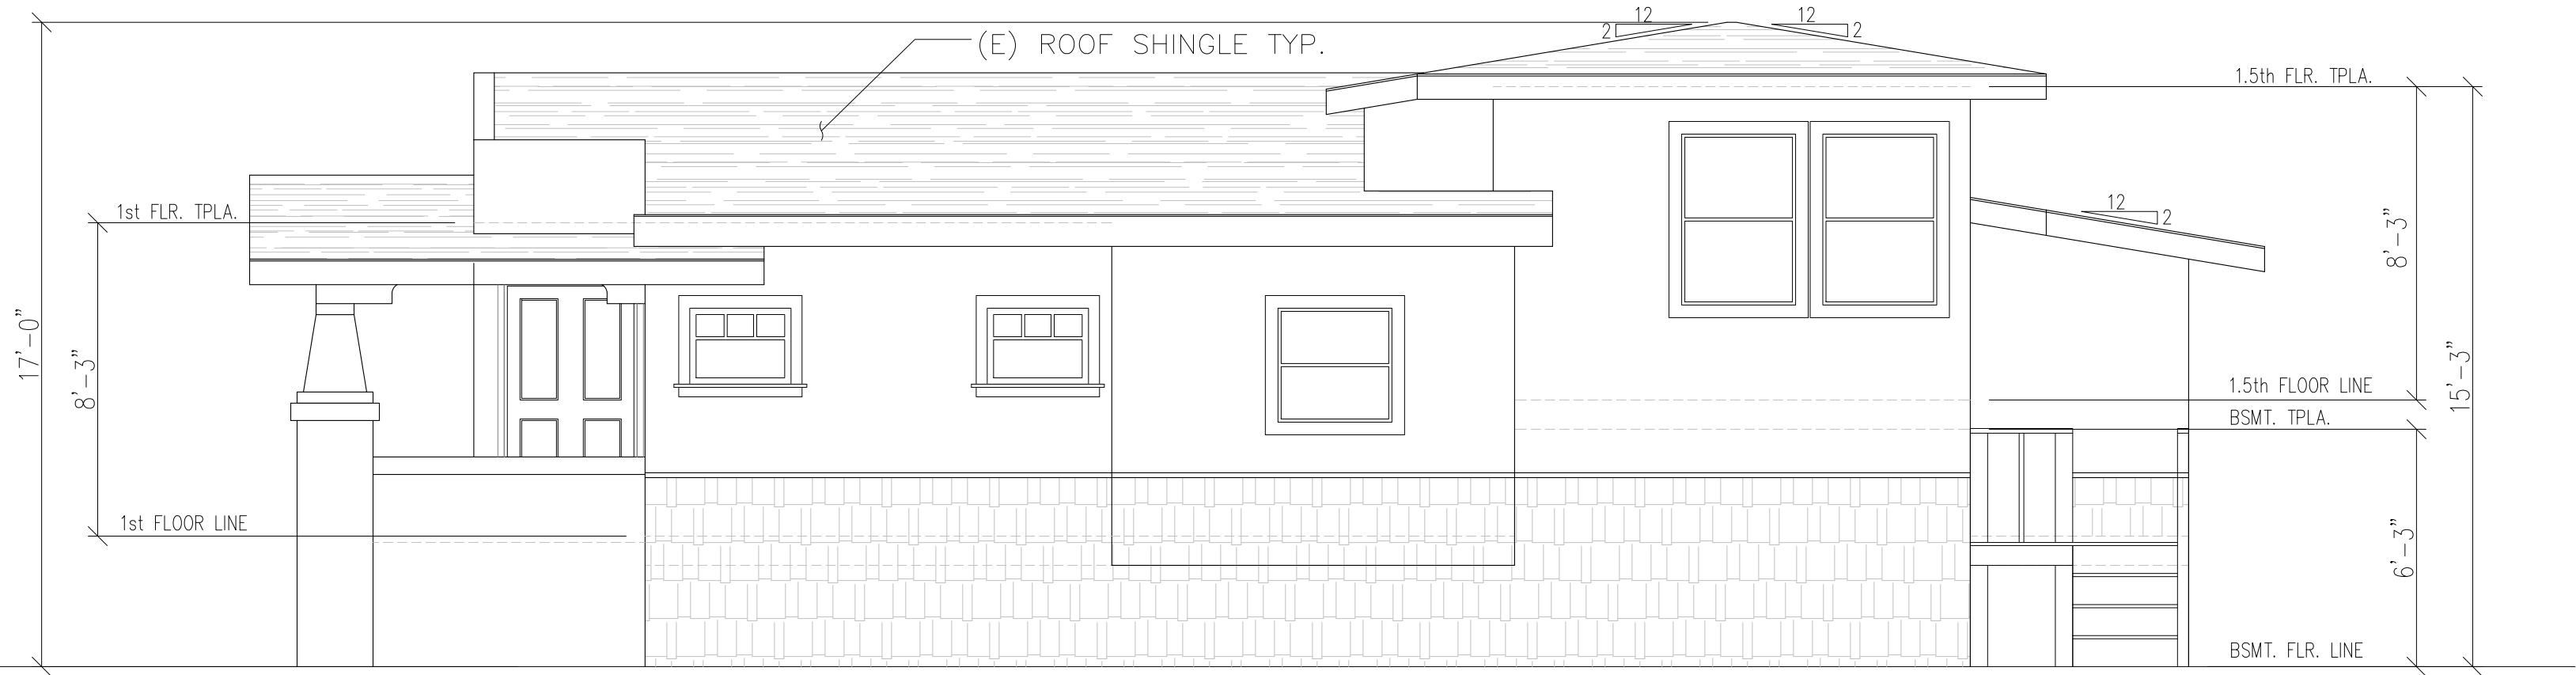 12
2
12
2
(E) ROOF SHINGLE TYP.
1.5th FLR. TPLA.
1st FLR. TPLA.
12
2
8'-3"
17'-0"
8'-3"
15'-3"
1.5th FLOOR LINE
BSMT. TPLA.
1st FLOOR LINE
6'-3"
BSMT. FLR. LINE